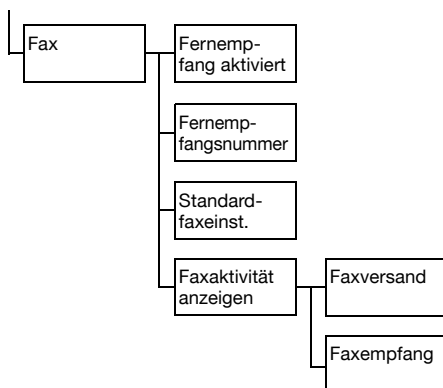 Fax
Fernemp-
fang aktiviert
Fernemp-
fangsnummer
Standard-
faxeinst.
Faxaktivität
anzeigen
Faxversand
Faxempfang